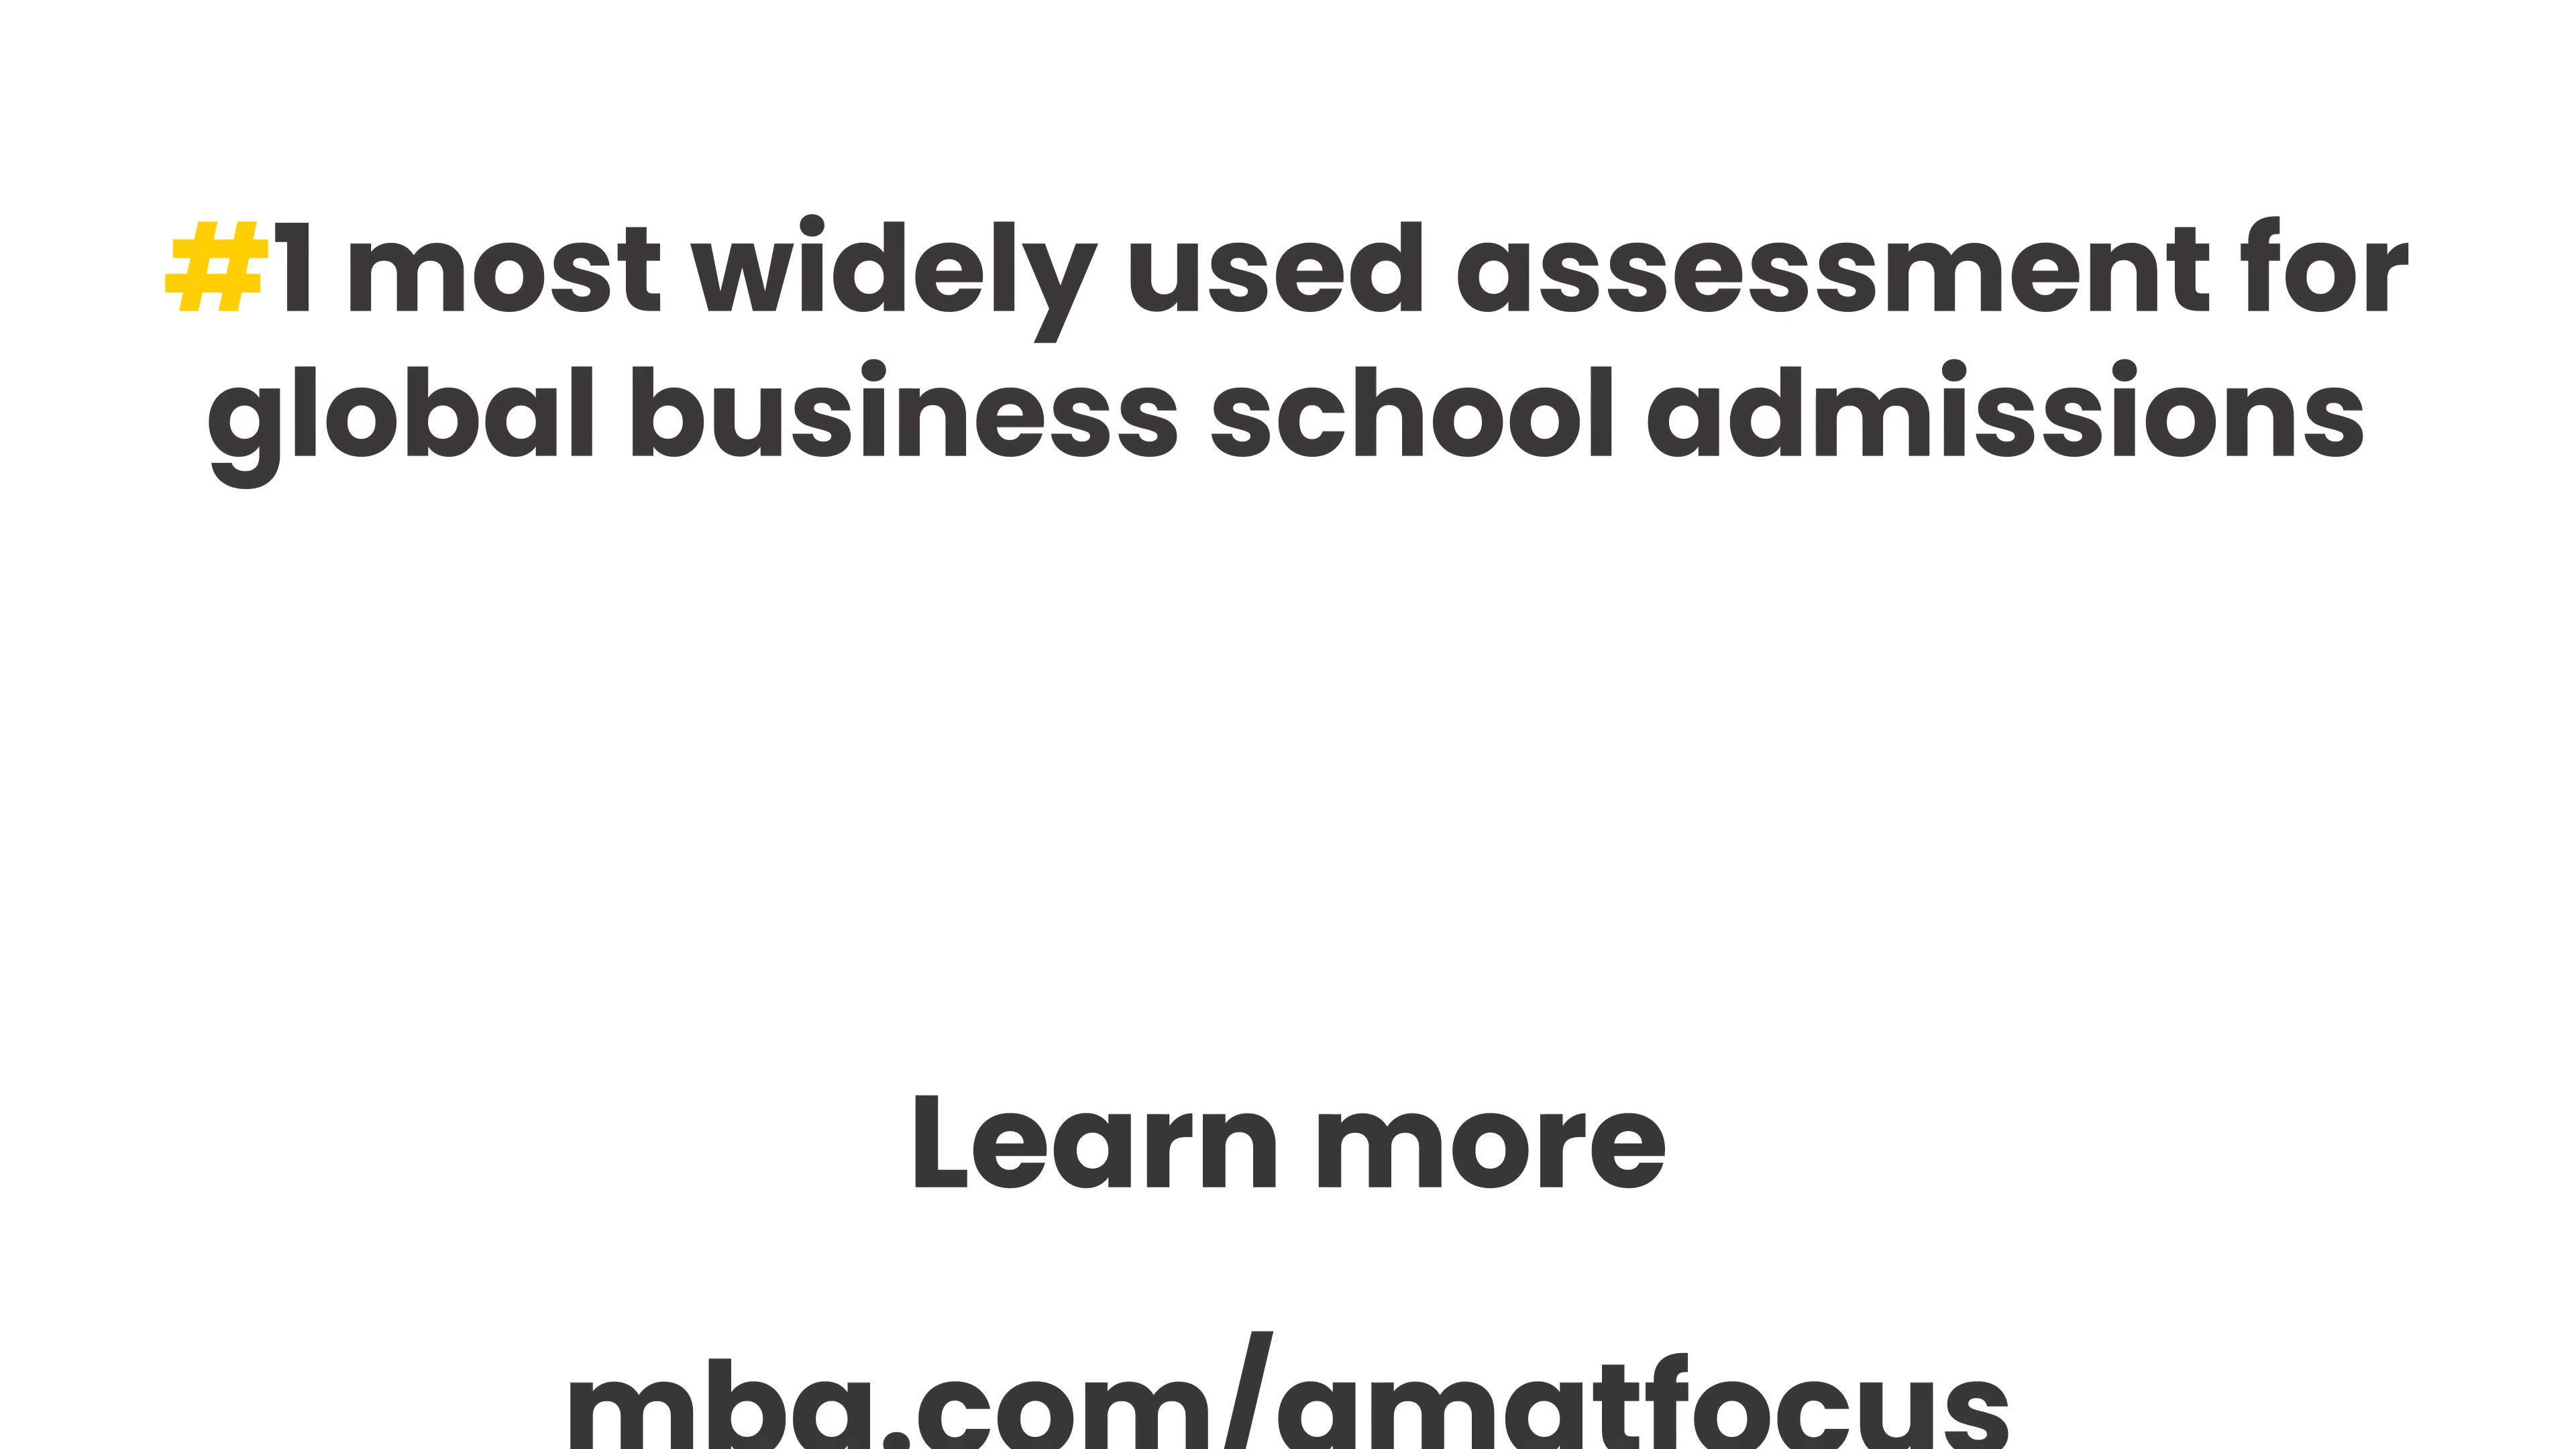 #1 most widely used assessment for
global business school admissions
Learn more
mba.com/gmatfocus